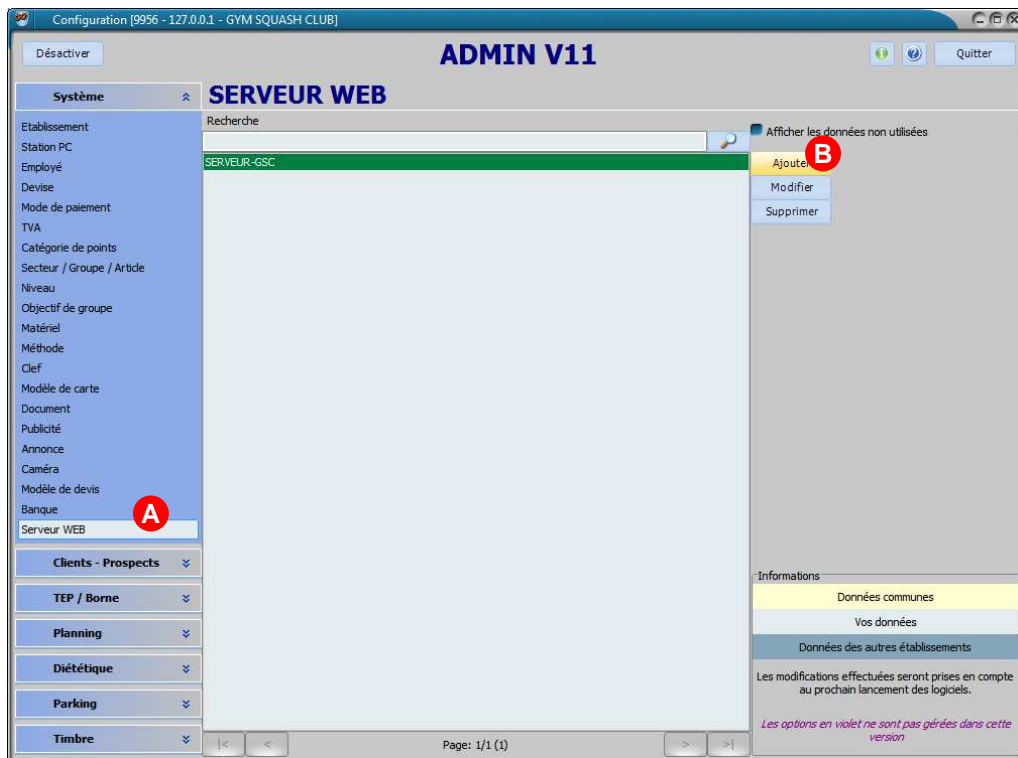 Configuration [9956 - 127.0.0.1 - GYM SQUASH CLUB]
Désactiver
ADMIN V11
Quitter
Système
SERVEUR WEB
Etablissement
Station PC
Employé
Devise
Mode de paiement
TVA
Catégorie de points
Secteur / Groupe / Article
Niveau
Objectif de groupe
Matériel
Méthode
Clef
Modèle de carte
Document
Publicité
Annonce
Caméra
Modèle de devis
Banque
Serveur WEB
A
Clients - Prospects
TEP / Borne
Planning
Diététique
Parking
Timbre
Recherche
SERVEUR-GSC
|<
<
Page: 1/1 (1)
>
>|
Afficher les données non utilisées
B
Ajouter
Modifier
Supprimer
Informations
Données communes
Vos données
Données des autres établissements
Les modifications effectuées seront prises en compte
au prochain lancement des logiciels.
Les options en violet ne sont pas gérées dans cette
version